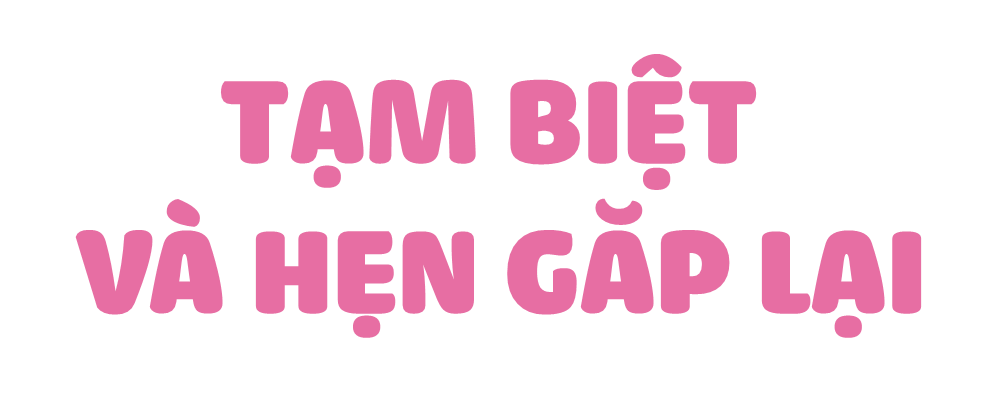 TẠM BIỆT
VÀ HẸN GĂP LẠI